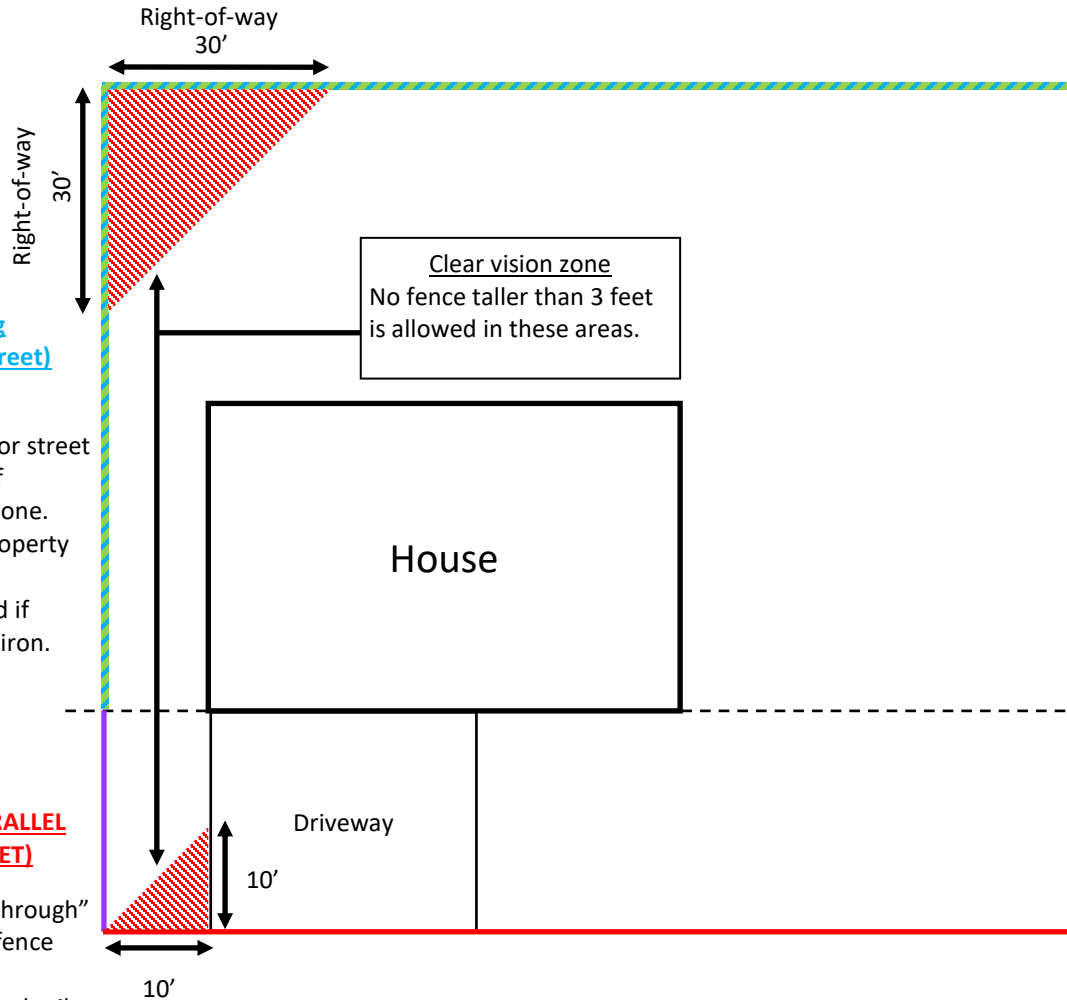 Right-of-way
30’
Right-of-way
30’
Clear vision zone
No fence taller than 3 feet
is allowed in these areas.
g
reet)
or street
f
one.
operty
d if
iron.
House
RALLEL
ET)
Driveway
10’
through”
fence
10’